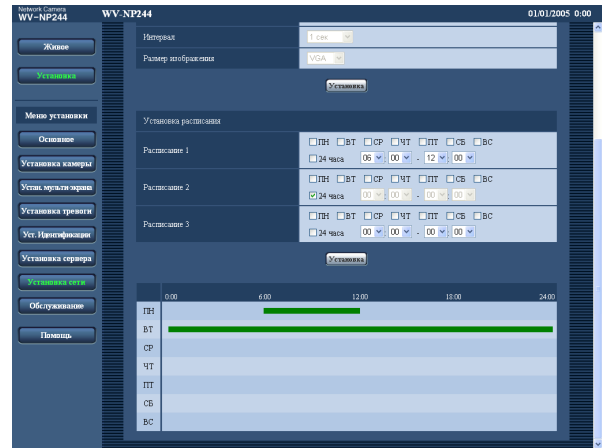 Network Camera
WV-NP244
WV-NP244
01/01/2005 0:00
Живое
Установка
Меню установки
Основное
Установка камеры
Устан. мульти-экрана
Установка тревоги
Уст. Идентификации
Установка сервера
Установка сети
Обслуживание
Помощь
Интервал
1 сек
Размер изображения
VGA
Установка
Установка расписания
Расписание 1
ПН ВТ СР ЧТ ПТ СБ ВС
24 часа 06 : 00 - 12 : 00
Расписание 2
ПН ВТ СР ЧТ ПТ СБ ВС
24 часа 00 : 00 - 00 : 00
Расписание 3
ПН ВТ СР ЧТ ПТ СБ ВС
24 часа 00 : 00 - 00 : 00
Установка
0:00 6:00 12:00 18:00 24:00
ПН
ВТ
СР
ЧТ
ПТ
СБ
ВС